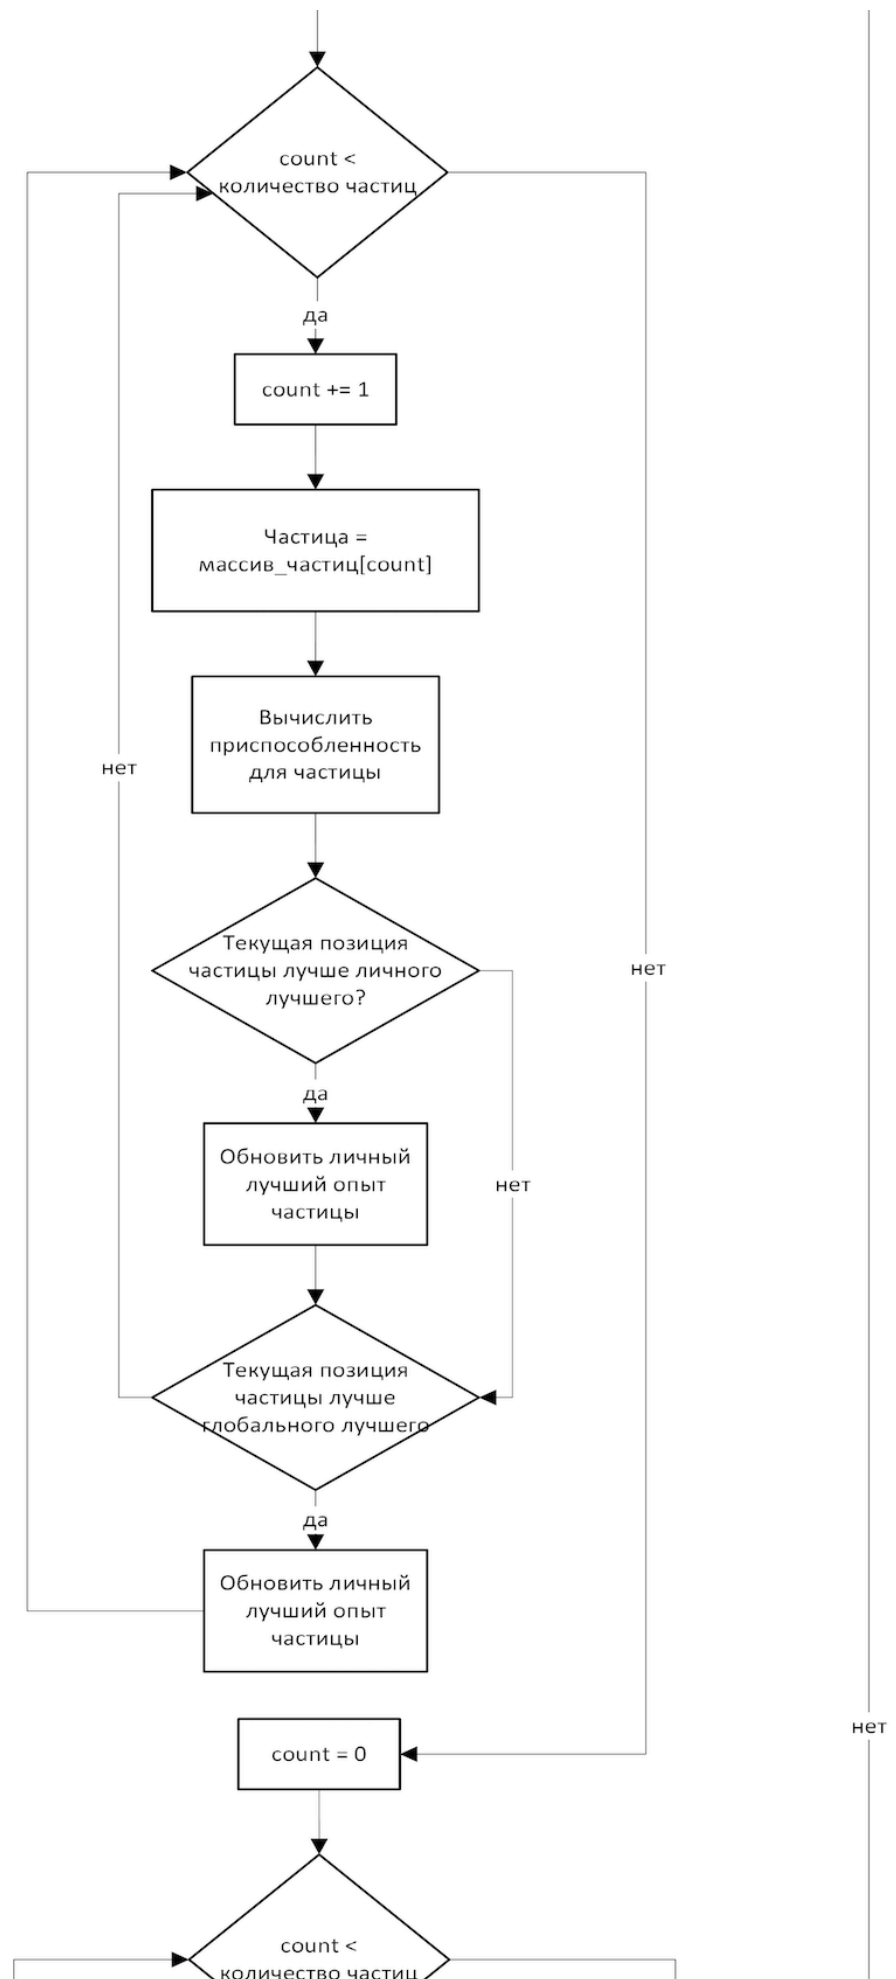 count <
количество частиц
да
count += 1
Частица =
массив_частиц[count]
Вычислить
приспособленность
для частицы
нет
Текущая позиция
частицы лучше личного
лучшего?
нет
да
Обновить личный
лучший опыт
частицы
нет
Текущая позиция
частицы лучше
глобального лучшего
да
Обновить личный
лучший опыт
частицы
нет
count = 0
count <
количество частиц